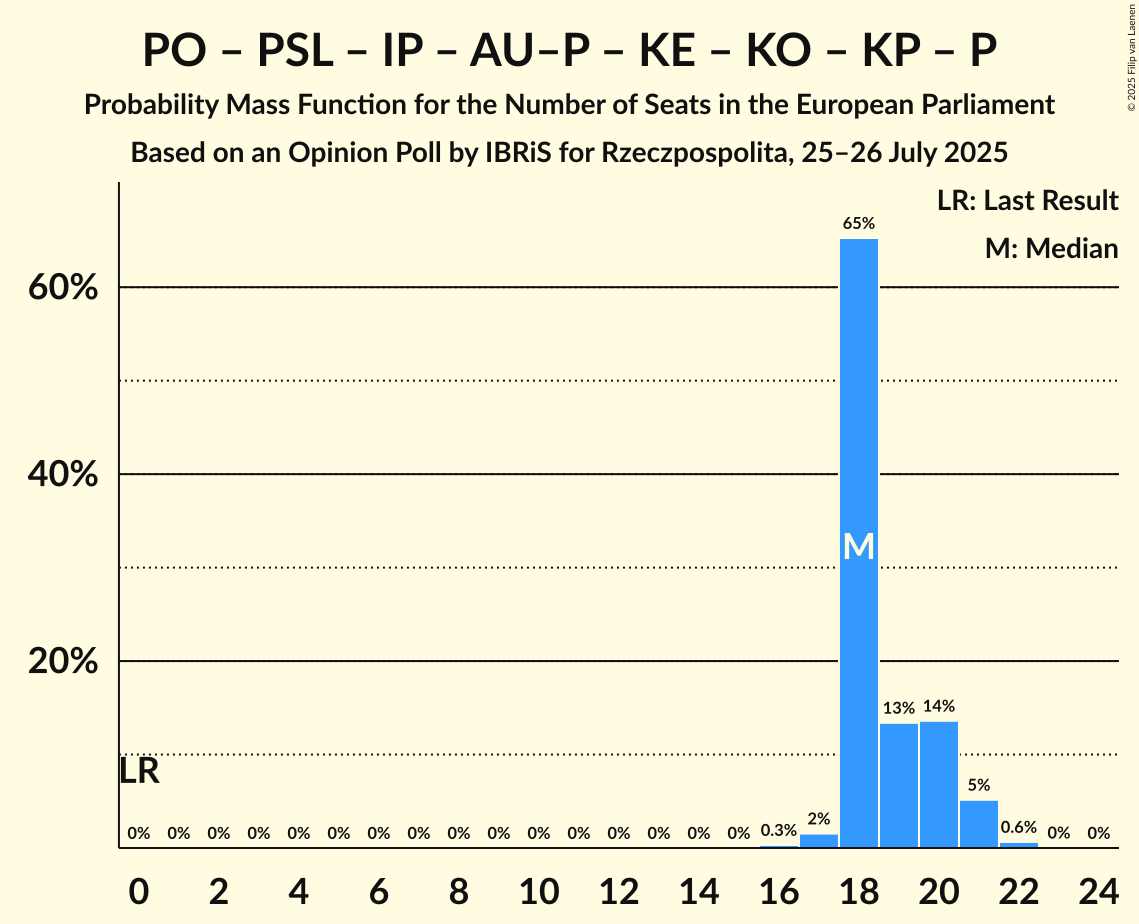 PO – PSL – IP – AU–P – KE – KO – KP – P
Probability Mass Function for the Number of Seats in the European Parliament
Based on an Opinion Poll by IBRiS for Rzeczpospolita, 25–26 July 2025
© 2025 Filip van Laenen
LR: Last Result
M: Median
65%
60%
40%
M
20%
13% 14%
LR
5%
0% 0% 0% 0% 0% 0% 0% 0% 0% 0% 0% 0% 0% 0% 0% 0% 0.3% 2% 0.6% 0% 0%
0 2 4 6 8 10 12 14 16 18 20 22 24